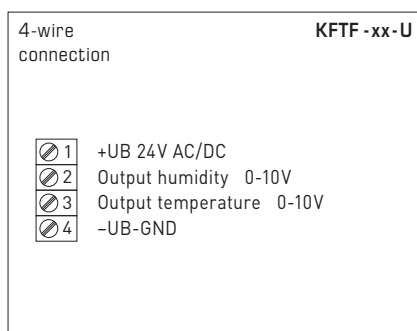 4-wire KFTF-xx-U
connection
1 +UB 24V AC/DC
2 Output humidity 0-10V
3 Output temperature 0-10V
4 –UB-GND